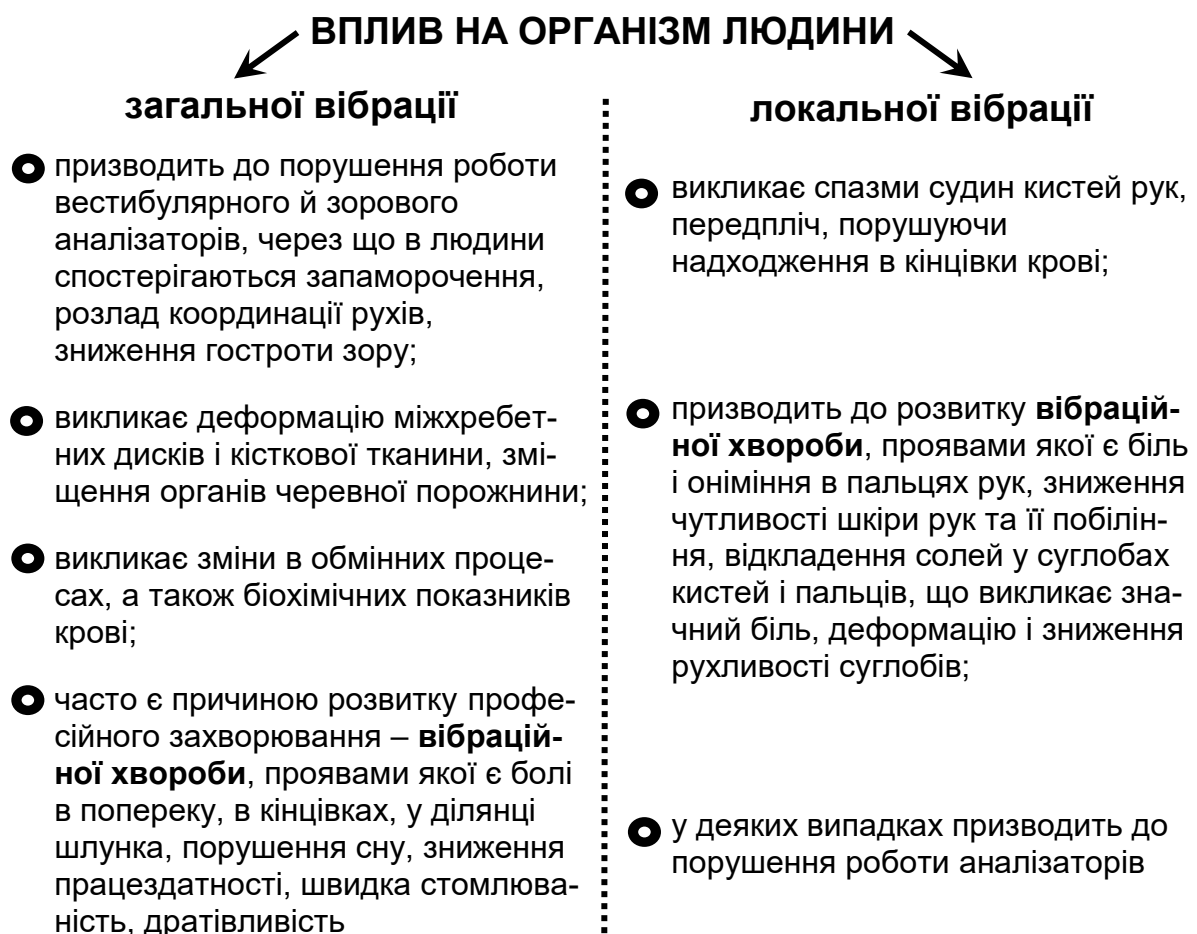 ВПЛИВ НА ОРГАНІЗМ ЛЮДИНИ
загальної вібрації
призводить до порушення роботи
вестибулярного й зорового
аналізаторів, через що в людини
спостерігаються запаморочення,
розлад координації рухів,
зниження гостроти зору;
викликає деформацію міжхребет-
них дисків і кісткової тканини, змі-
щення органів черевної порожнини;
викликає зміни в обмінних проце-
сах, а також біохімічних показників
крові;
часто є причиною розвитку профе-
сійного захворювання – вібрацій-
ної хвороби, проявами якої є болі
в попереку, в кінцівках, у ділянці
шлунка, порушення сну, зниження
працездатності, швидка стомлюва-
ність, дратівливість
локальної вібрації
викликає спазми судин кистей рук,
передпліч, порушуючи
надходження в кінцівки крові;
призводить до розвитку вібрацій-
ної хвороби, проявами якої є біль
і оніміння в пальцях рук, зниження
чутливості шкіри рук та її побілін-
ня, відкладення солей у суглобах
кистей і пальців, що викликає зна-
чний біль, деформацію і зниження
рухливості суглобів;
у деяких випадках призводить до
порушення роботи аналізаторів